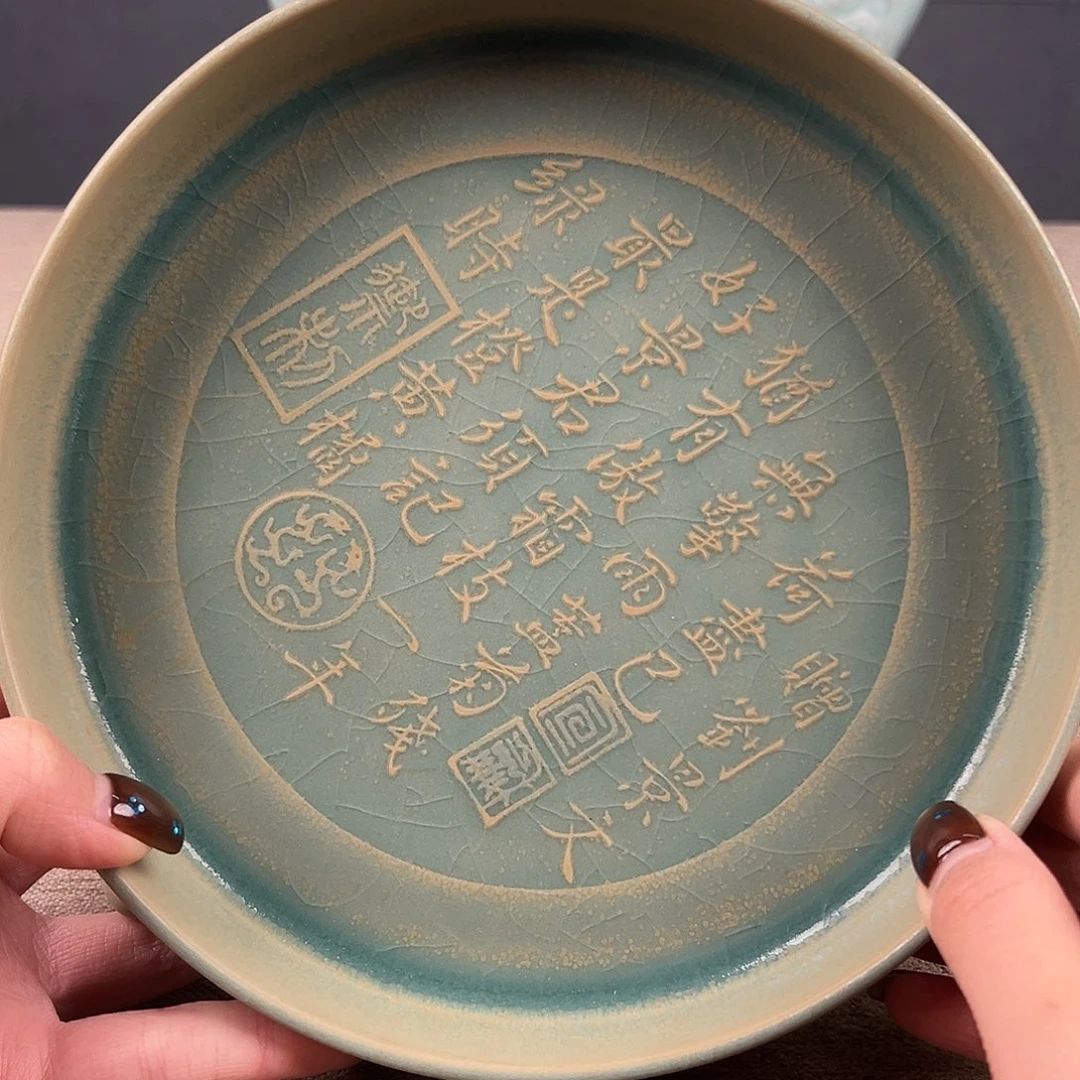 贈劉景文
荷盡已
無擎雨蓋菊殘
猶有傲霜枝一年
好景君須記
最是橙黄橘
綠時